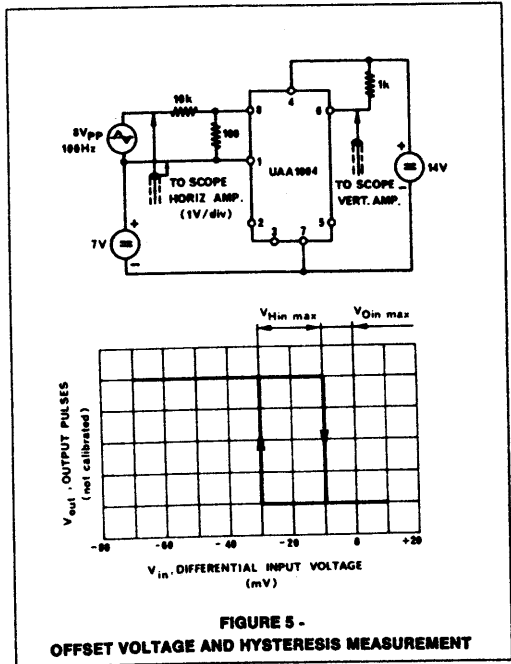 10k
8
4
6
1k
8VPP
100Hz
100
1
UAA1004
+
14V
-
TO SCOPE
HORIZ AMP.
(1V/div)
TO SCOPE
VERT. AMP.
+
7V
-
2
3
7
5
VHin max
VOin max
Vout, OUTPUT PULSES
(not calibrated)
-80
-60
-40
-20
0
+20
Vin, DIFFERENTIAL INPUT VOLTAGE
(mV)
FIGURE 5 -
OFFSET VOLTAGE AND HYSTERESIS MEASUREMENT